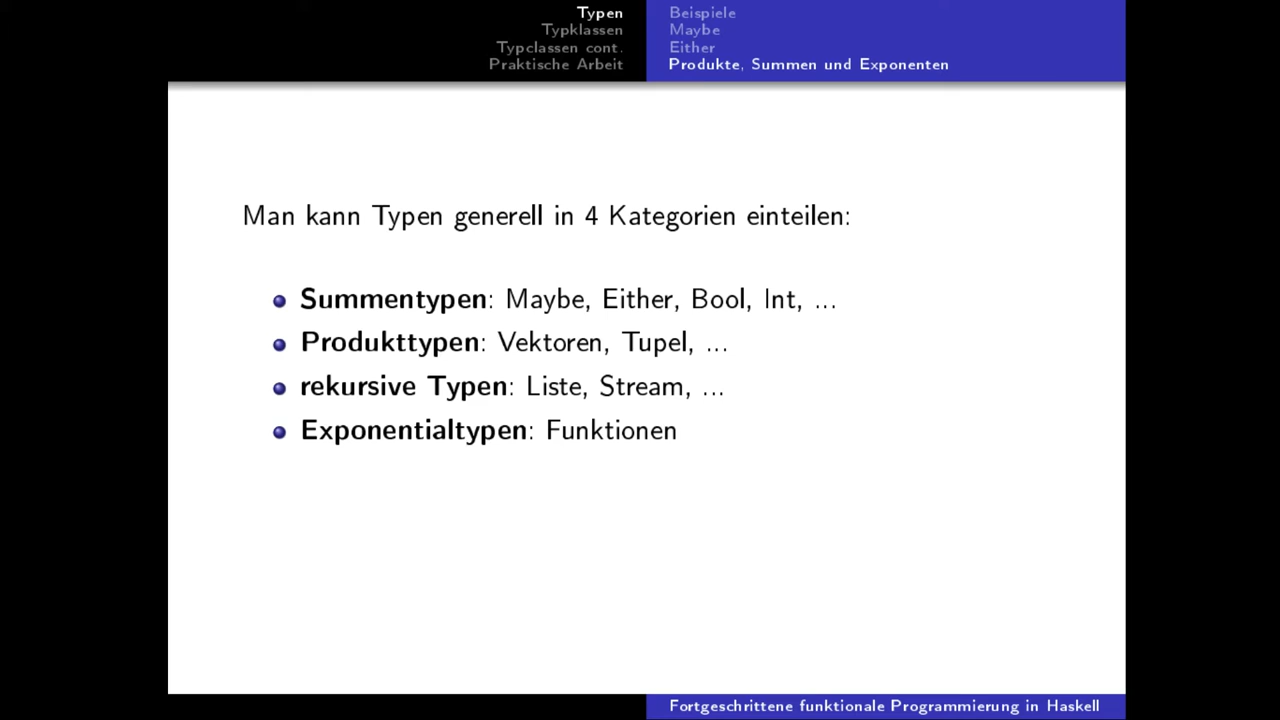 Typen
Typklassen
Typclassen cont.
Praktische Arbeit
Beispiele
Maybe
Either
Produkte, Summen und Exponenten
Man kann Typen generell in 4 Kategorien einteilen:
Summentypen: Maybe, Either, Bool, Int, ...
Produkttypen: Vektoren, Tupel, ...
rekursive Typen: Liste, Stream, ...
Exponentialtypen: Funktionen
Fortgeschrittene funktionale Programmierung in Haskell